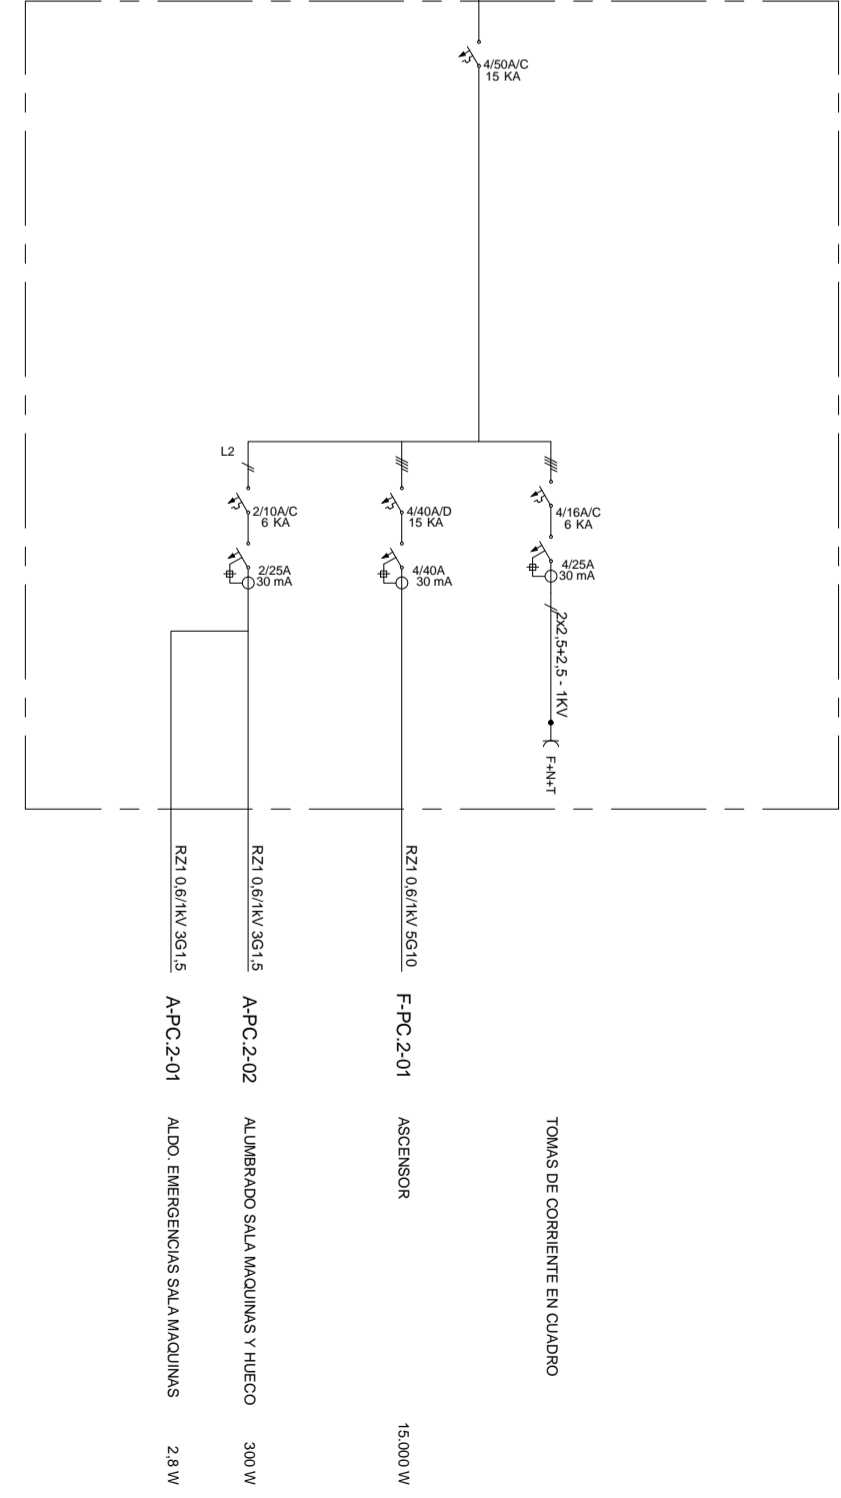 4/50A/C
15 KA
L2
2/10A/C
6 KA
4/40A/D
15 KA
4/16A/C
6 KA
2/25A
30 mA
4/40A
30 mA
4/25A
30 mA
2x2,5+2,5 - 1KV
F+N+T
RZ1 0,6/1kV 3G1,5
RZ1 0,6/1kV 3G1,5
RZ1 0,6/1kV 5G10
A-PC.2-01
A-PC.2-02
F-PC.2-01
ALDO. EMERGENCIAS SALA MAQUINAS
ALUMBRADO SALA MAQUINAS Y HUECO
ASCENSOR
TOMAS DE CORRIENTE EN CUADRO
2,8 W
300 W
15.000 W